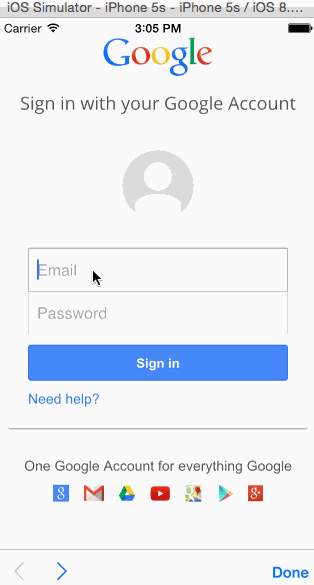 iOS Simulator - iPhone 5s - iPhone 5s / iOS 8....
Carrier 3:05 PM
Google
Sign in with your Google Account
Email
Password
Sign in
Need help?
One Google Account for everything Google
Done